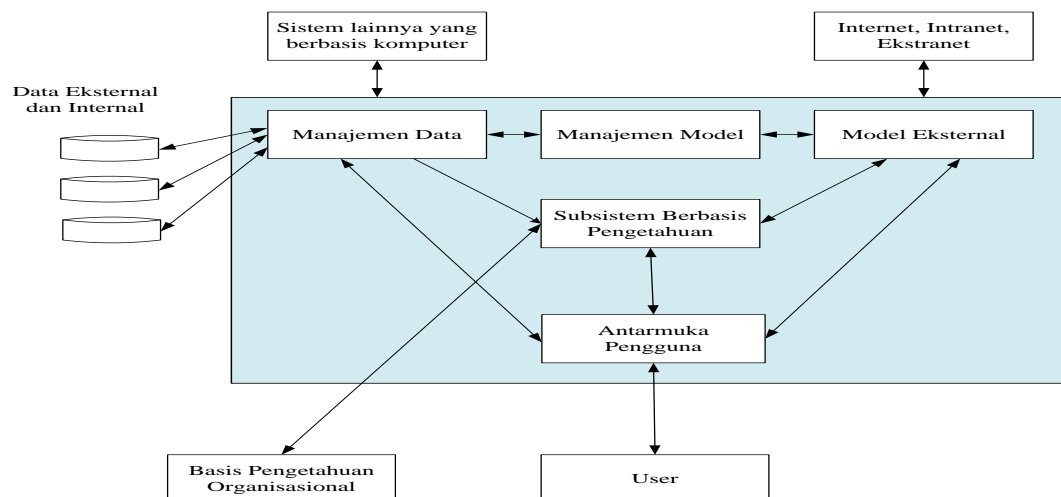 Sistem lainnya yang
berbasis komputer
Internet, Intranet,
Ekstranet
Data Eksternal
dan Internal
Manajemen Data
Manajemen Model
Model Eksternal
Subsistem Berbasis
Pengetahuan
Antarmuka
Pengguna
Basis Pengetahuan
Organisasional
User